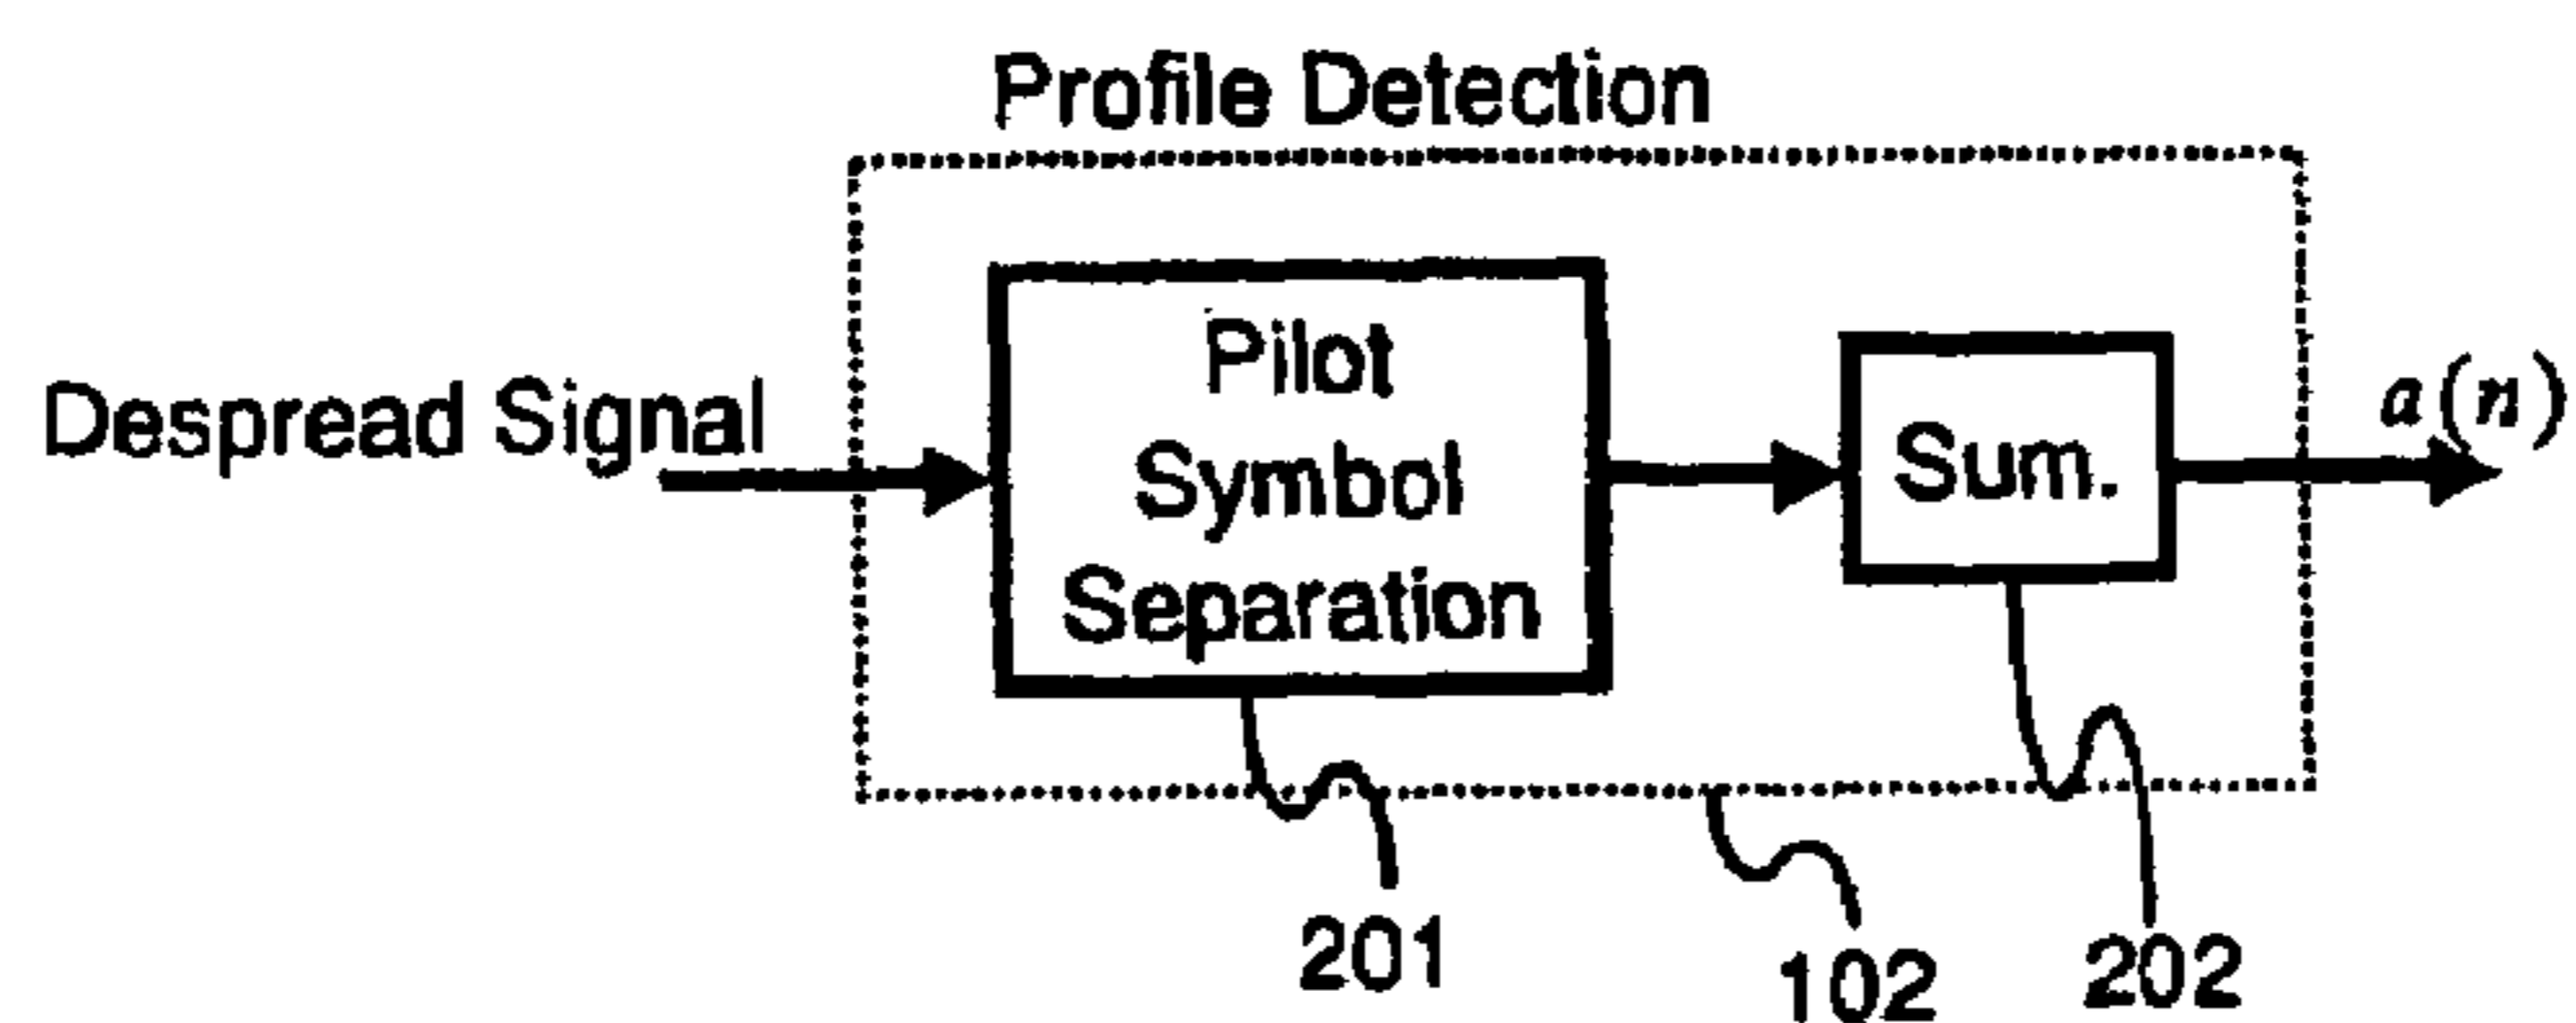 Profile Detection
Despread Signal
Pilot
Symbol
Separation
Sum.
a(n)
201
102
202